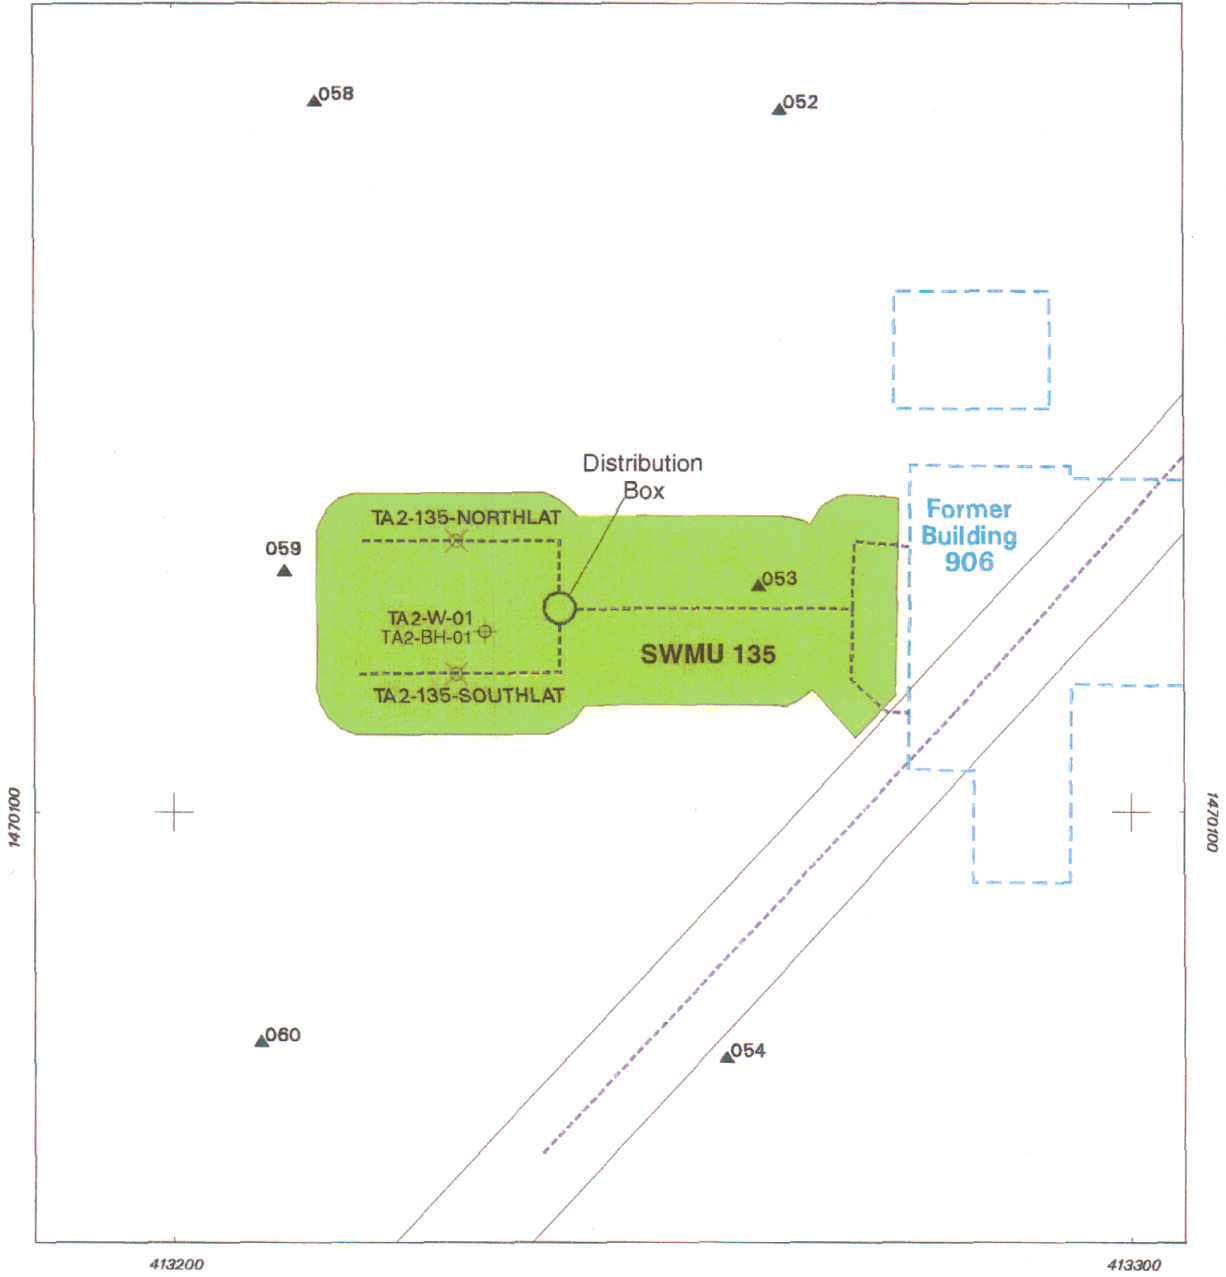 058
052
Distribution
Box
Former
Building
906
TA2-135-NORTHLAT
059
053
TA2-W-01
TA2-BH-01
SWMU 135
TA2-135-SOUTHLAT
1470100
1470100
060
054
413200
413300